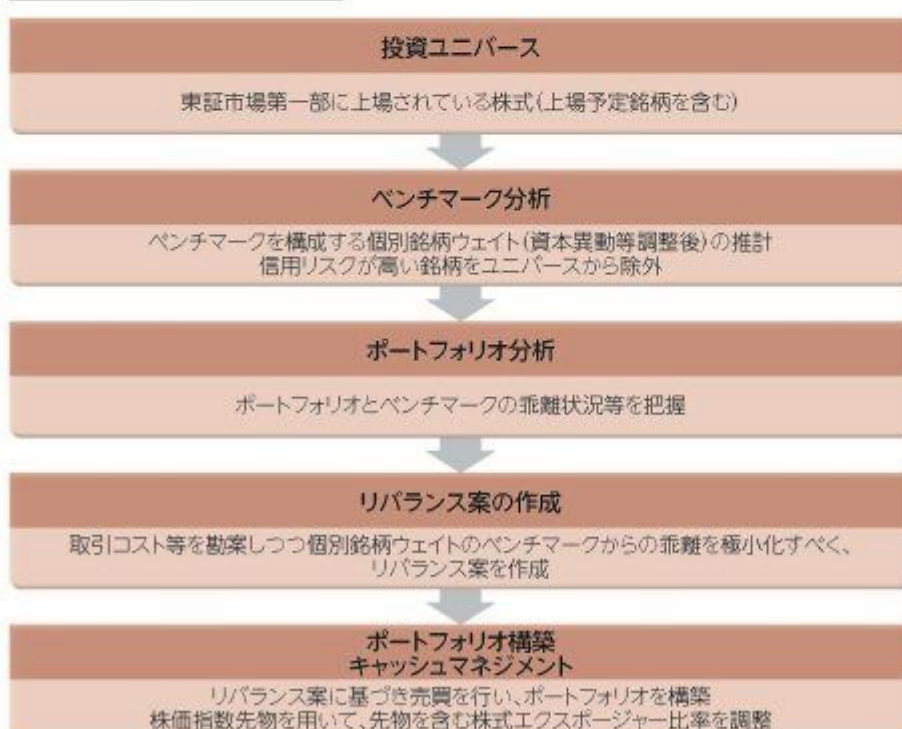 投資ユニバース
東証市場第一部に上場されている株式(上場予定銘柄を含む)
ベンチマーク分析
ベンチマークを構成する個別銘柄ウェイト(資本異動等調整後)の推計
信用リスクが高い銘柄をユニバースから除外
ポートフォリオ分析
ポートフォリオとベンチマークの乖離状況等を把握
リバランス案の作成
取引コスト等を勘案しつつ個別銘柄ウェイトのベンチマークからの乖離を極小化すべく、
リバランス案を作成
ポートフォリオ構築
キャッシュマネジメント
リバランス案に基づき売買を行い、ポートフォリオを構築
株価指数先物を用いて、先物を含む株式エクスポージャー比率を調整